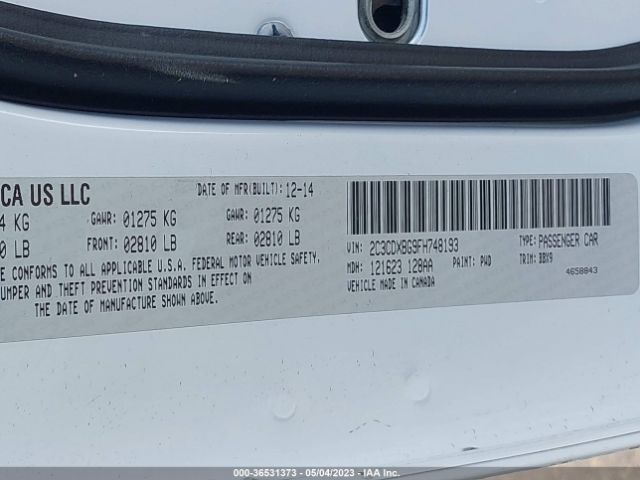 CA US LLC
DATE OF MFR(BUILT): 12-14
4 KG GAWR: 01275 KG GAWR: 01275 KG
0 LB FRONT: 02810 LB REAR: 02810 LB
E CONFORMS TO ALL APPLICABLE U.S.A. FEDERAL MOTOR VEHICLE SAFETY,
UMPER AND THEFT PREVENTION STANDARDS IN EFFECT ON
THE DATE OF MANUFACTURE SHOWN ABOVE.
VIN: 2C3CDXBG9FH748193 TYPE: PASSENGER CAR
MDH: 121623 128AA PAINT: PW0 TRIM: BBX9
VEHICLE MADE IN CANADA 4658843
000-36531373 - 05/04/2023 - IAA Inc.